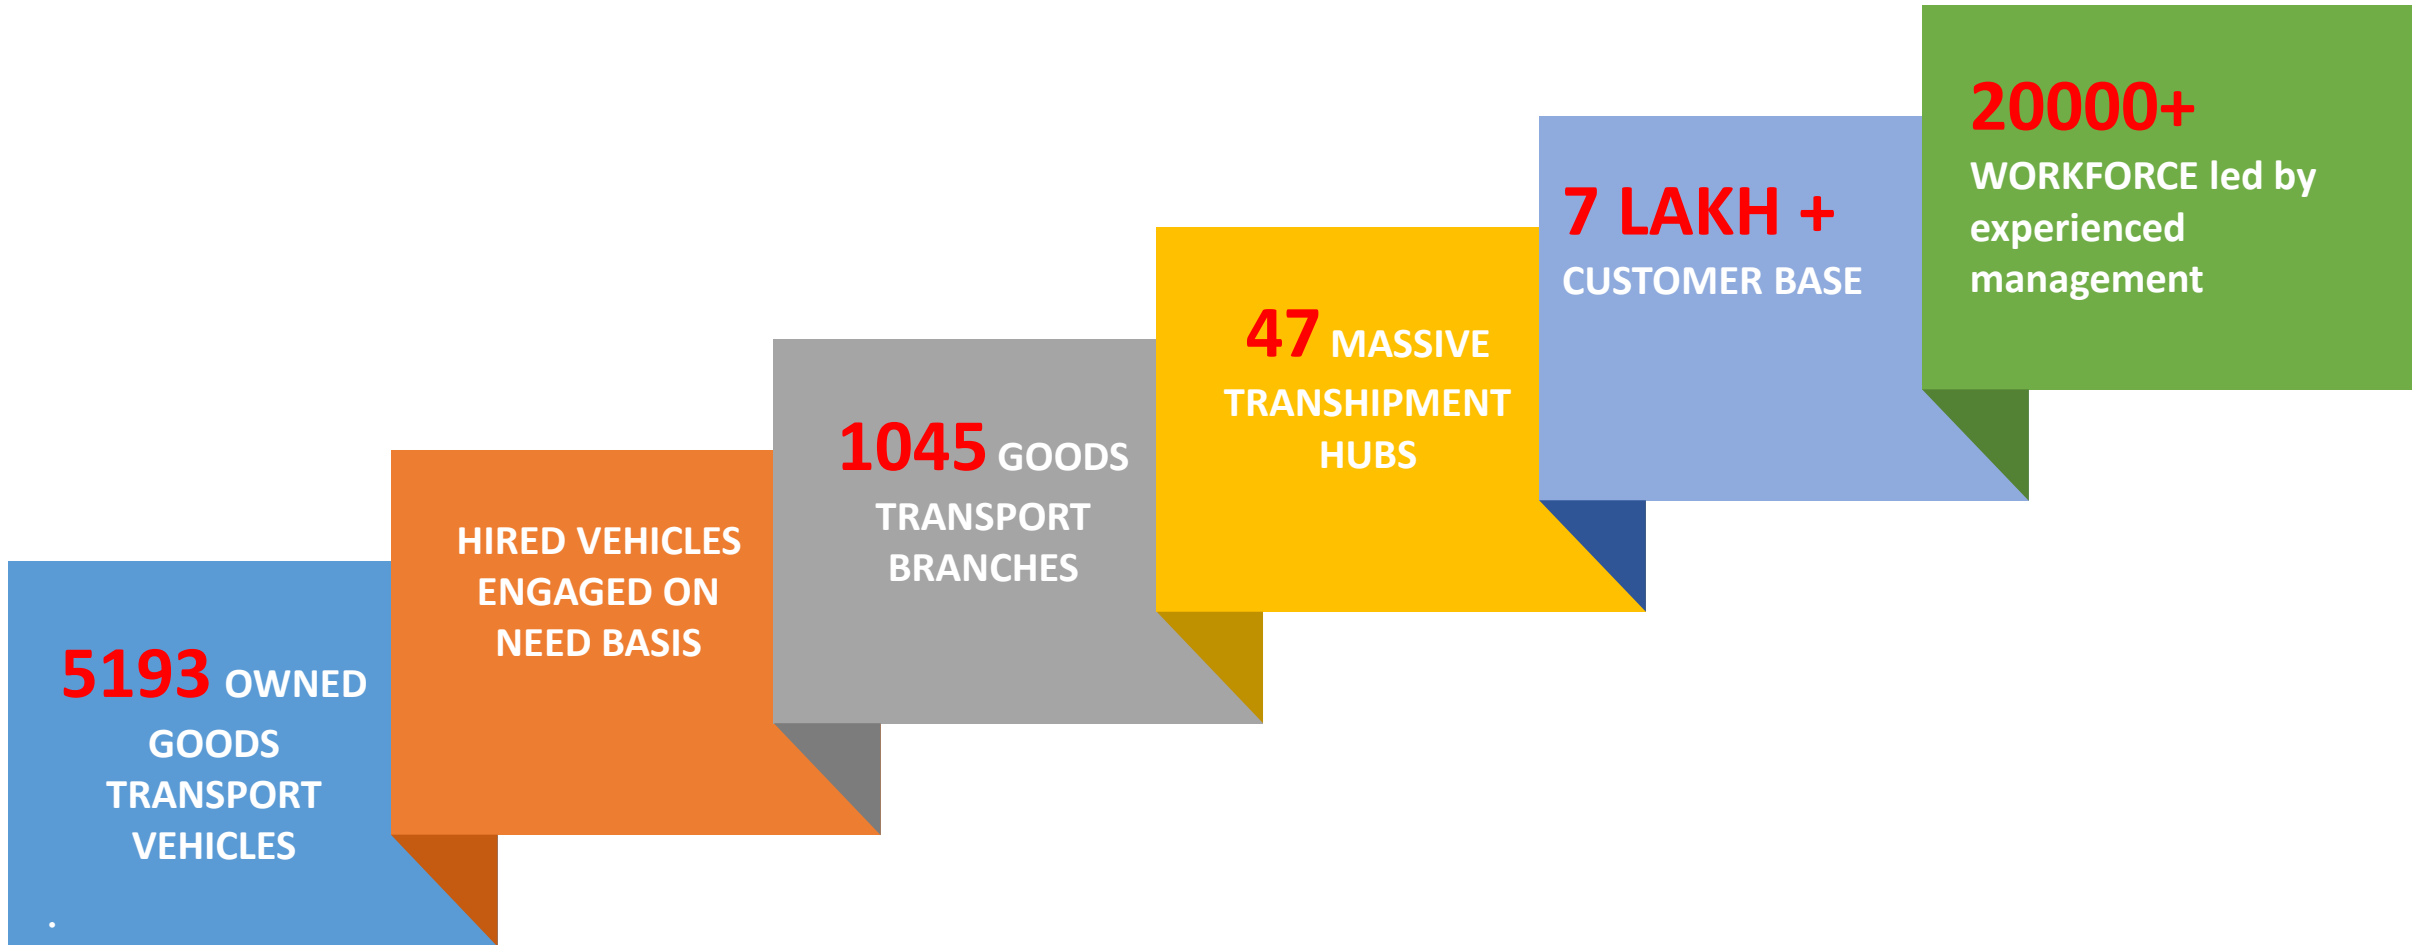 5193 OWNED
GOODS
TRANSPORT
VEHICLES
.
HIRED VEHICLES
ENGAGED ON
NEED BASIS
1045 GOODS
TRANSPORT
BRANCHES
47 MASSIVE
TRANSHIPMENT
HUBS
7 LAKH +
CUSTOMER BASE
20000+
WORKFORCE led by
experienced
management